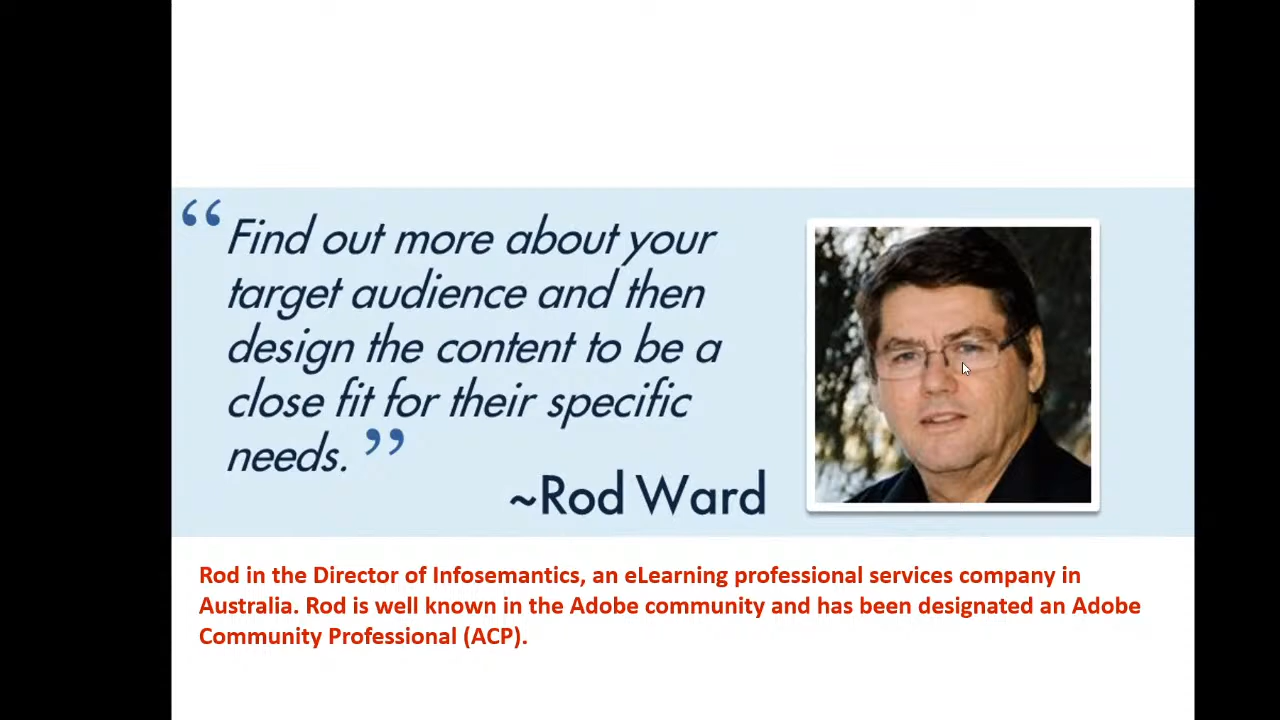 “Find out more about your
target audience and then
design the content to be a
close fit for their specific
needs.”
~Rod Ward
Rod in the Director of Infosemantics, an eLearning professional services company in
Australia. Rod is well known in the Adobe community and has been designated an Adobe
Community Professional (ACP).